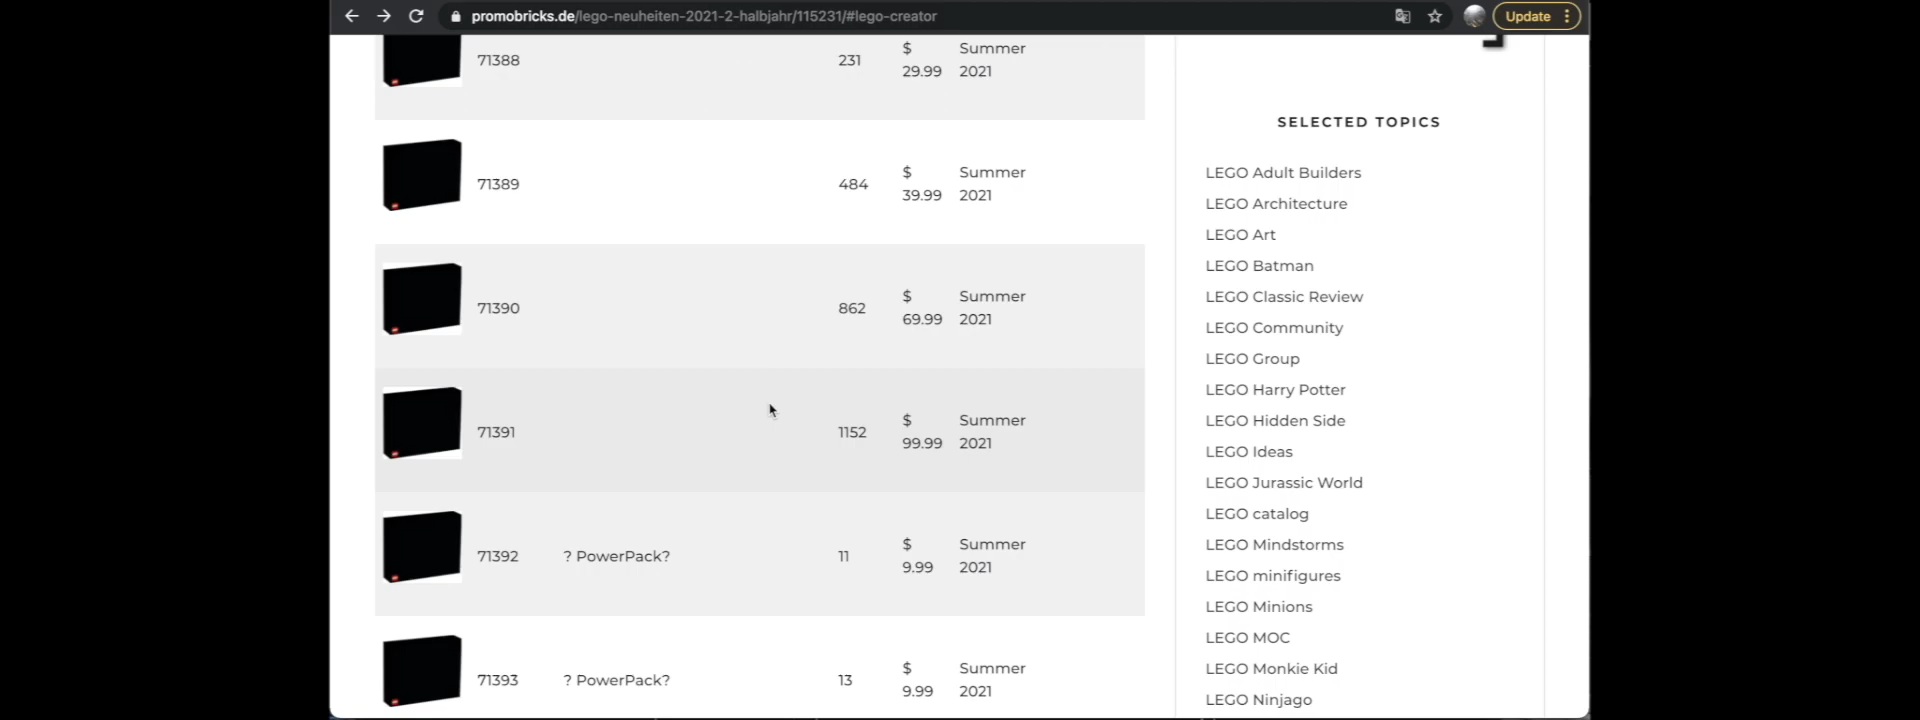 promobricks.de/lego-neuheiten-2021-2-halbjahr/115231/#lego-creator
Update
71388 231 $ 29.99 Summer 2021
71389 484 $ 39.99 Summer 2021
71390 862 $ 69.99 Summer 2021
71391 1152 $ 99.99 Summer 2021
71392 ? PowerPack? 11 $ 9.99 Summer 2021
71393 ? PowerPack? 13 $ 9.99 Summer 2021
SELECTED TOPICS
LEGO Adult Builders
LEGO Architecture
LEGO Art
LEGO Batman
LEGO Classic Review
LEGO Community
LEGO Group
LEGO Harry Potter
LEGO Hidden Side
LEGO Ideas
LEGO Jurassic World
LEGO catalog
LEGO Mindstorms
LEGO minifigures
LEGO Minions
LEGO MOC
LEGO Monkie Kid
LEGO Ninjago